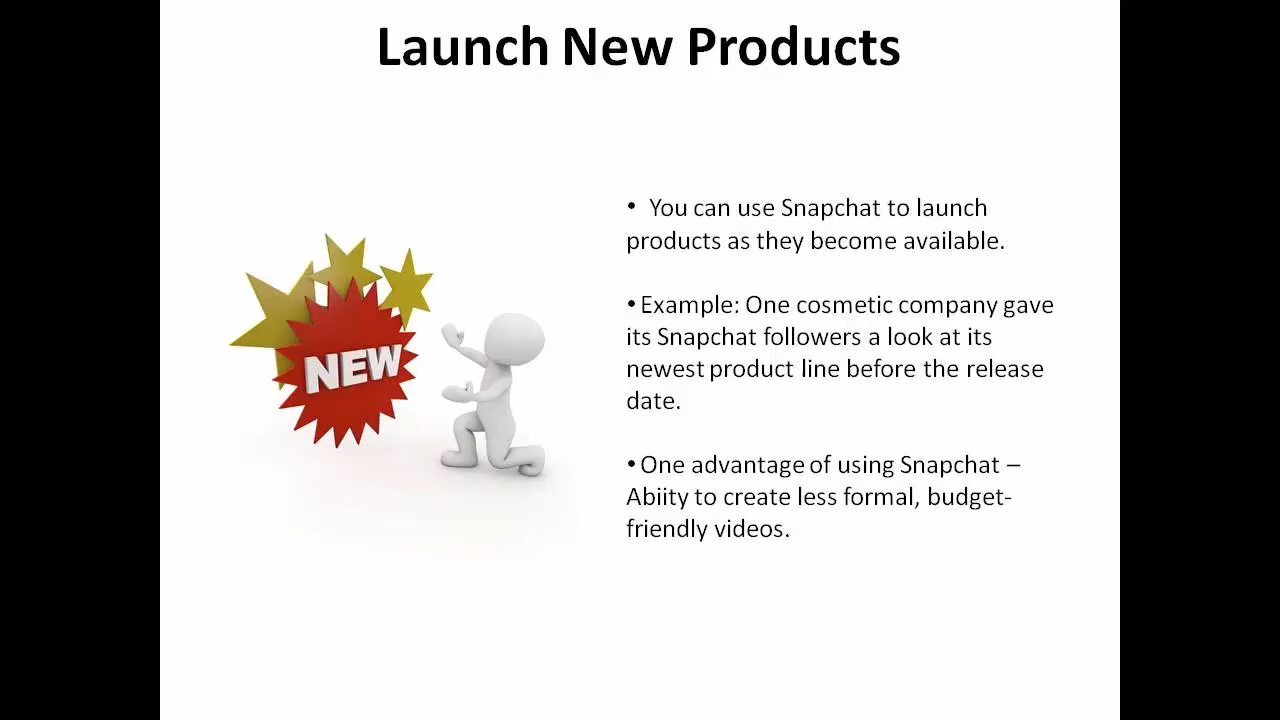 Launch New Products
• You can use Snapchat to launch
products as they become available.
•Example: One cosmetic company gave
its Snapchat followers a look at its
newest product line before the release
date.
•One advantage of using Snapchat –
Abiity to create less formal, budget-
friendly videos.
NEW